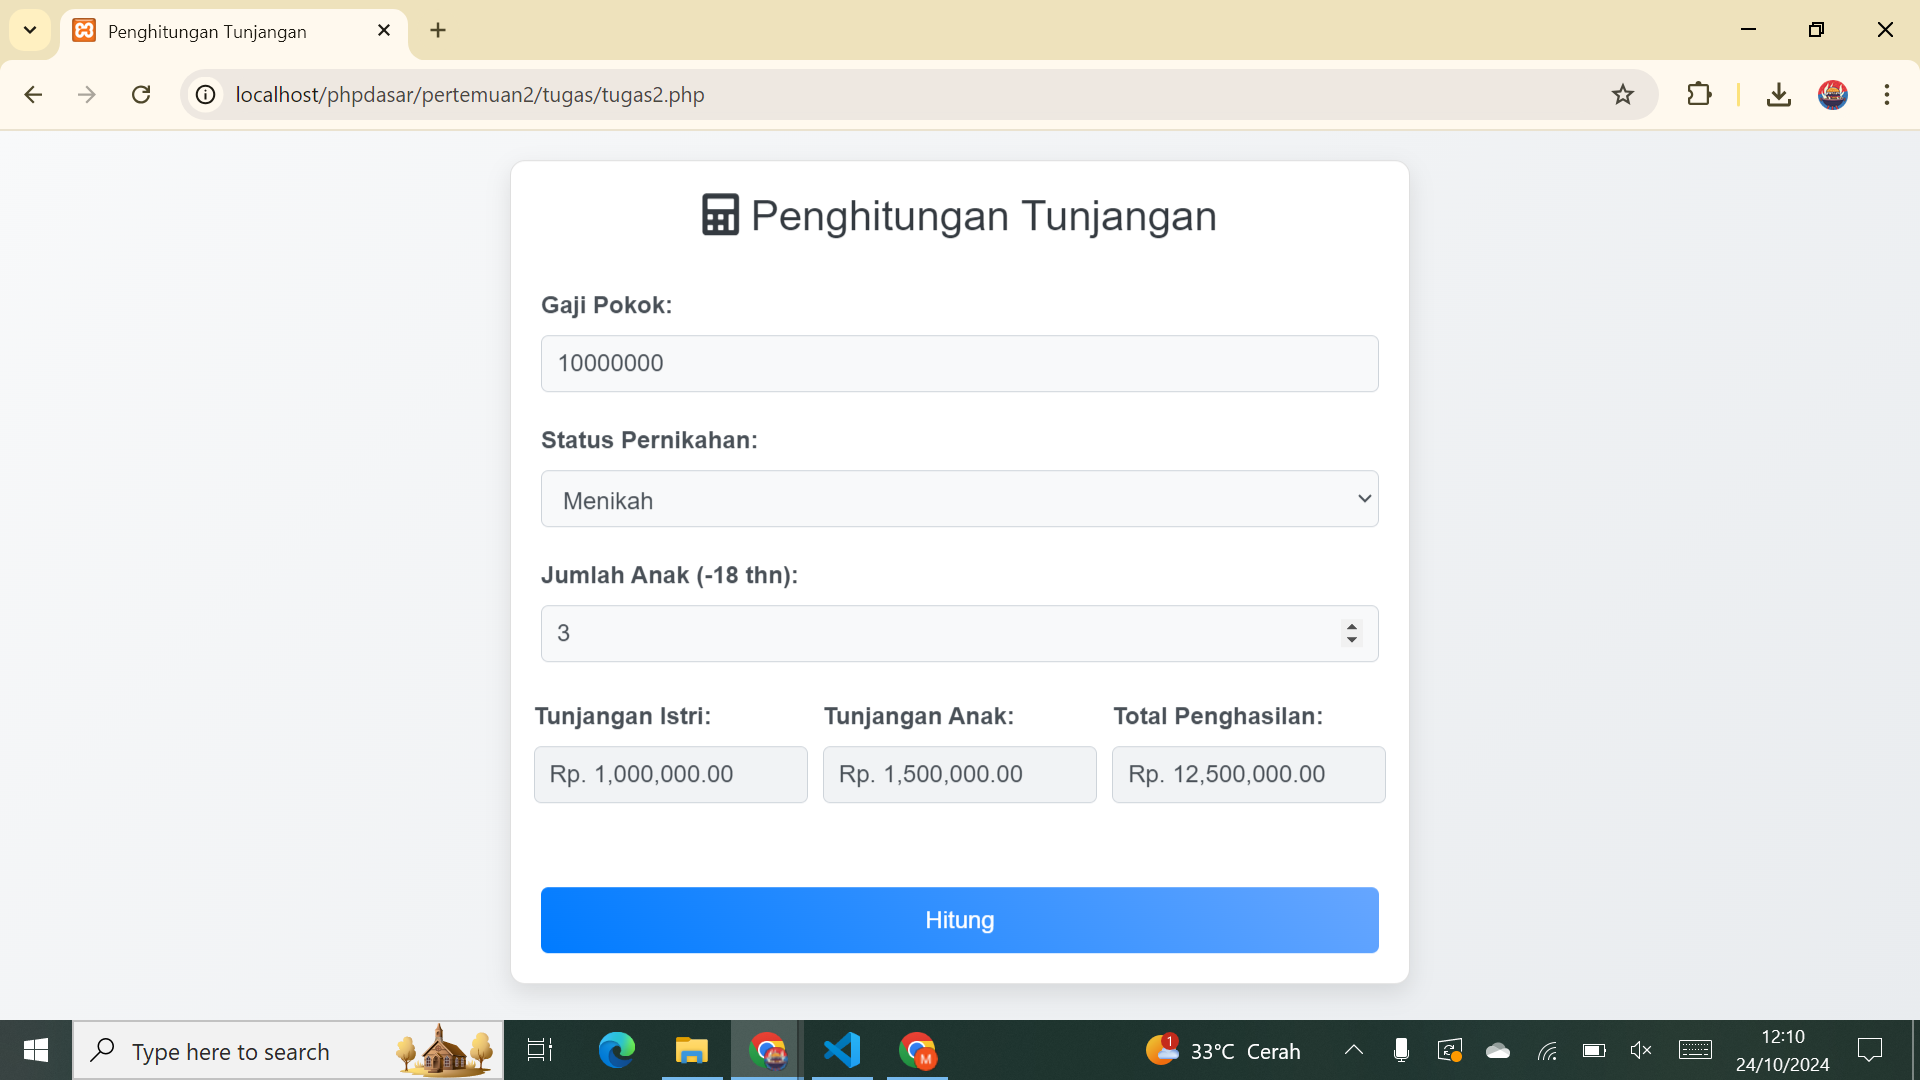 Penghitungan Tunjangan
localhost/phpdasar/pertemuan2/tugas/tugas2.php
Penghitungan Tunjangan
Gaji Pokok:
10000000
Status Pernikahan:
Menikah
Jumlah Anak (-18 thn):
3
Tunjangan Istri: Tunjangan Anak: Total Penghasilan:
Rp. 1,000,000.00 Rp. 1,500,000.00 Rp. 12,500,000.00
Hitung
Type here to search
M
1
33°C Cerah
12:10
24/10/2024